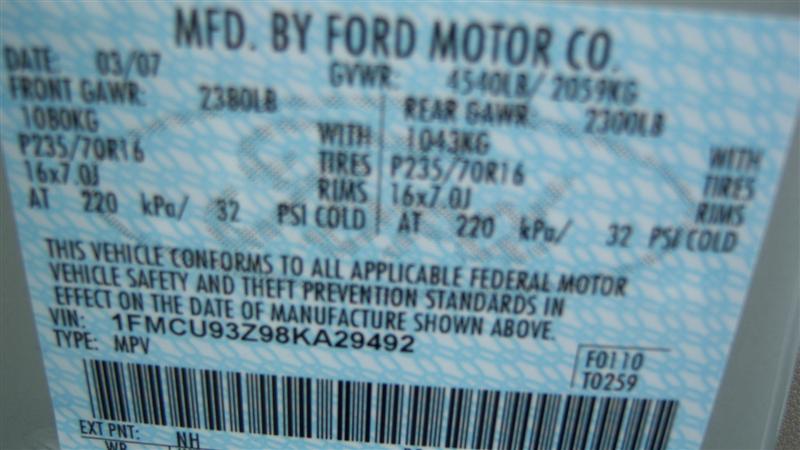 MFD. BY FORD MOTOR CO.
DATE: 03/07 GVWR: 4540LB/ 2059KG
FRONT GAWR: 2380LB REAR GAWR: 2300LB
1080KG WITH 1043KG WITH
P235/70R16 TIRES P235/70R16 TIRES
16x7.0J RIMS 16x7.0J RIMS
AT 220 kPa/ 32 PSI COLD AT 220 kPa/ 32 PSI COLD
THIS VEHICLE CONFORMS TO ALL APPLICABLE FEDERAL MOTOR
VEHICLE SAFETY AND THEFT PREVENTION STANDARDS IN
EFFECT ON THE DATE OF MANUFACTURE SHOWN ABOVE.
VIN: 1FMCU93Z98KA29492
TYPE: MPV
F0110
T0259
EXT PNT: NH